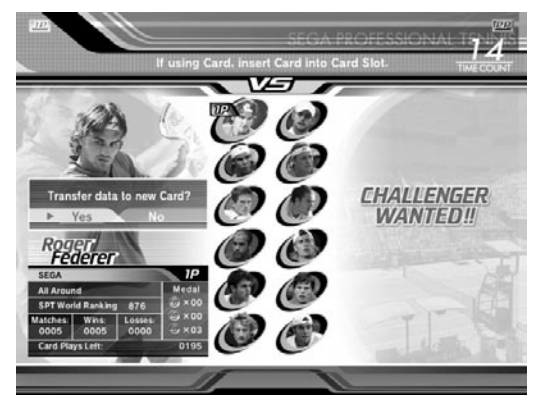 1P
2P
SEGA PROFESSIONAL TENNIS
14
TIME COUNT
If using Card, insert Card into Card Slot.
VS
1P
Transfer data to new Card?
▶ Yes No
CHALLENGER
WANTED!!
Roger
Federer
SEGA 1P
All Around Medal
SPT World Ranking 876 ×00
×00
Matches: Wins: Losses:
0005 0005 0000 ×03
Card Plays Left: 0195